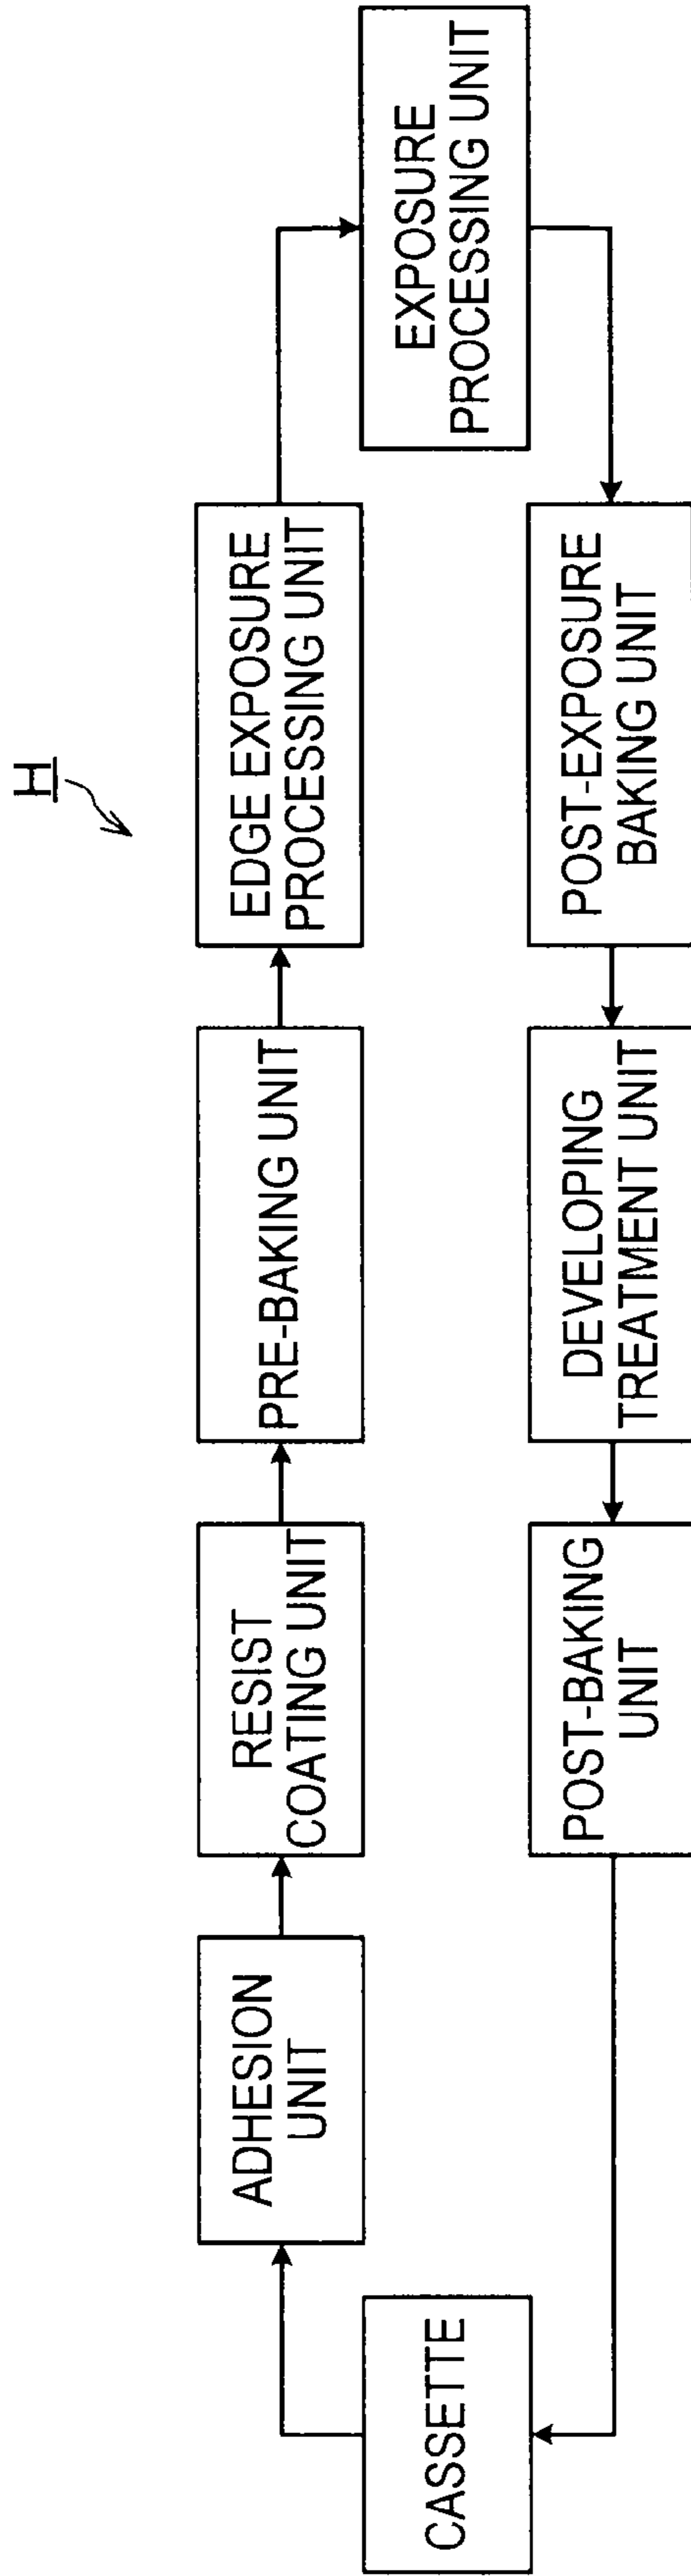 H
CASSETTE
ADHESION
UNIT
RESIST
COATING UNIT
PRE-BAKING UNIT
EDGE EXPOSURE
PROCESSING UNIT
EXPOSURE
PROCESSING UNIT
POST-EXPOSURE
BAKING UNIT
DEVELOPING
TREATMENT UNIT
POST-BAKING
UNIT